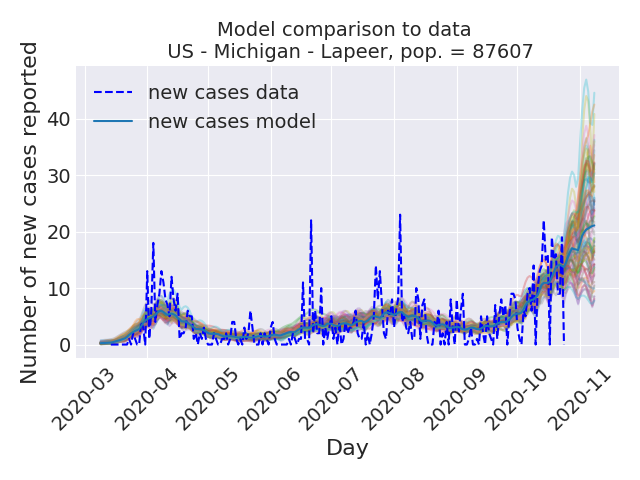 Model comparison to data
US - Michigan - Lapeer, pop. = 87607
Number of new cases reported
40
30
20
10
0
new cases data
new cases model
2020-03
2020-04
2020-05
2020-06
2020-07
2020-08
2020-09
2020-10
2020-11
Day